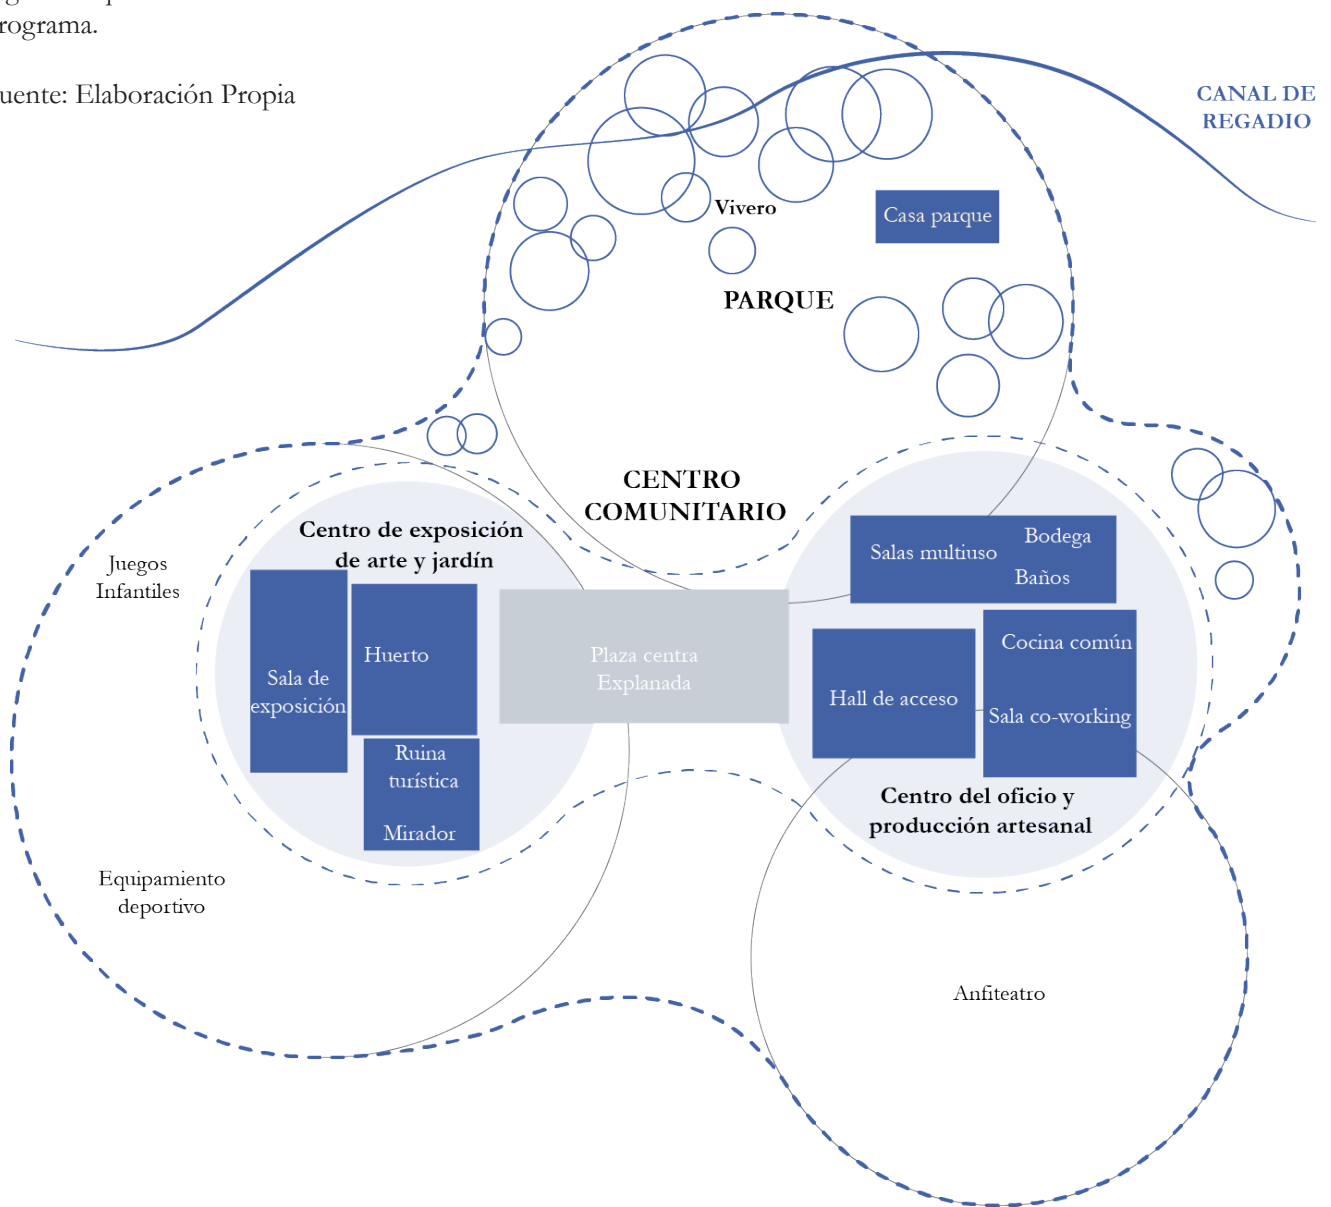 rograma.
uente: Elaboración Propia
CANAL DE
REGADIO
Vivero
Casa parque
PARQUE
CENTRO
COMUNITARIO
Centro de exposición
de arte y jardín
Juegos
Infantiles
Huerto
Sala de
exposición
Ruina
turística
Mirador
Plaza centra
Explanada
Salas multiuso
Bodega
Baños
Cocina común
Hall de acceso
Sala co-working
Centro del oficio y
producción artesanal
Equipamiento
deportivo
Anfiteatro